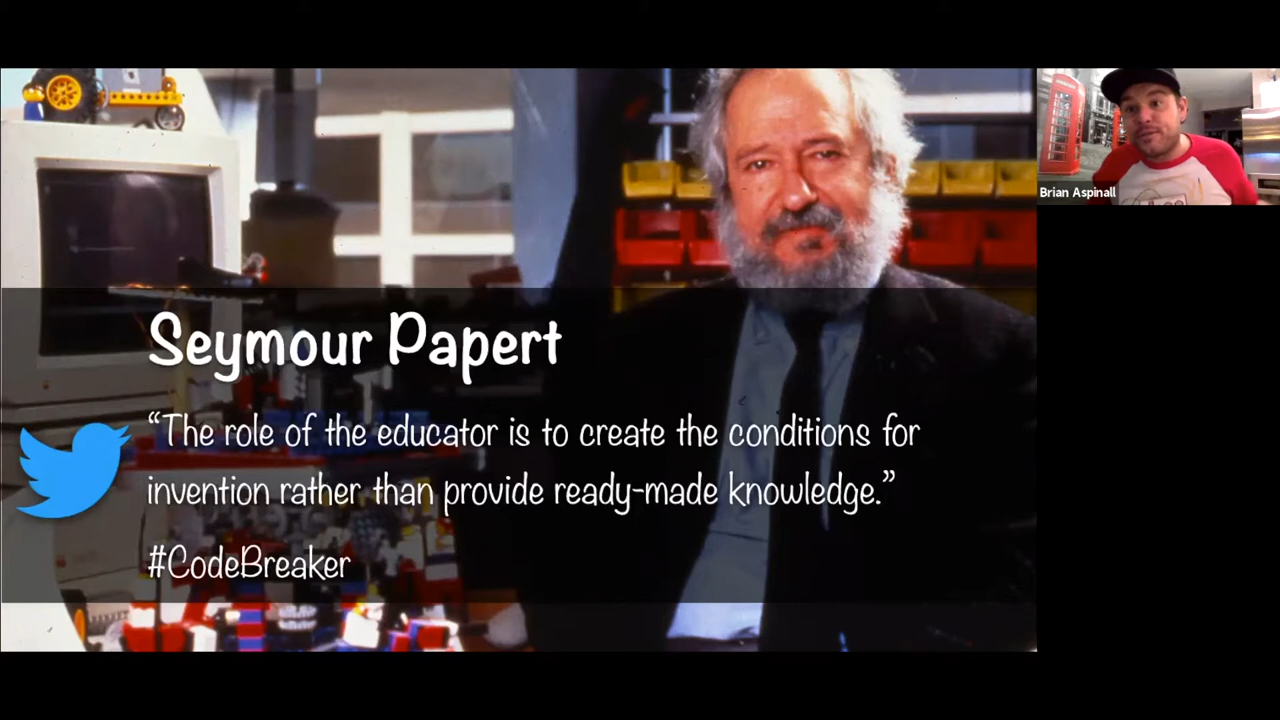 Seymour Papert
“The role of the educator is to create the conditions for
invention rather than provide ready-made knowledge.”
#CodeBreaker
Brian Aspinall